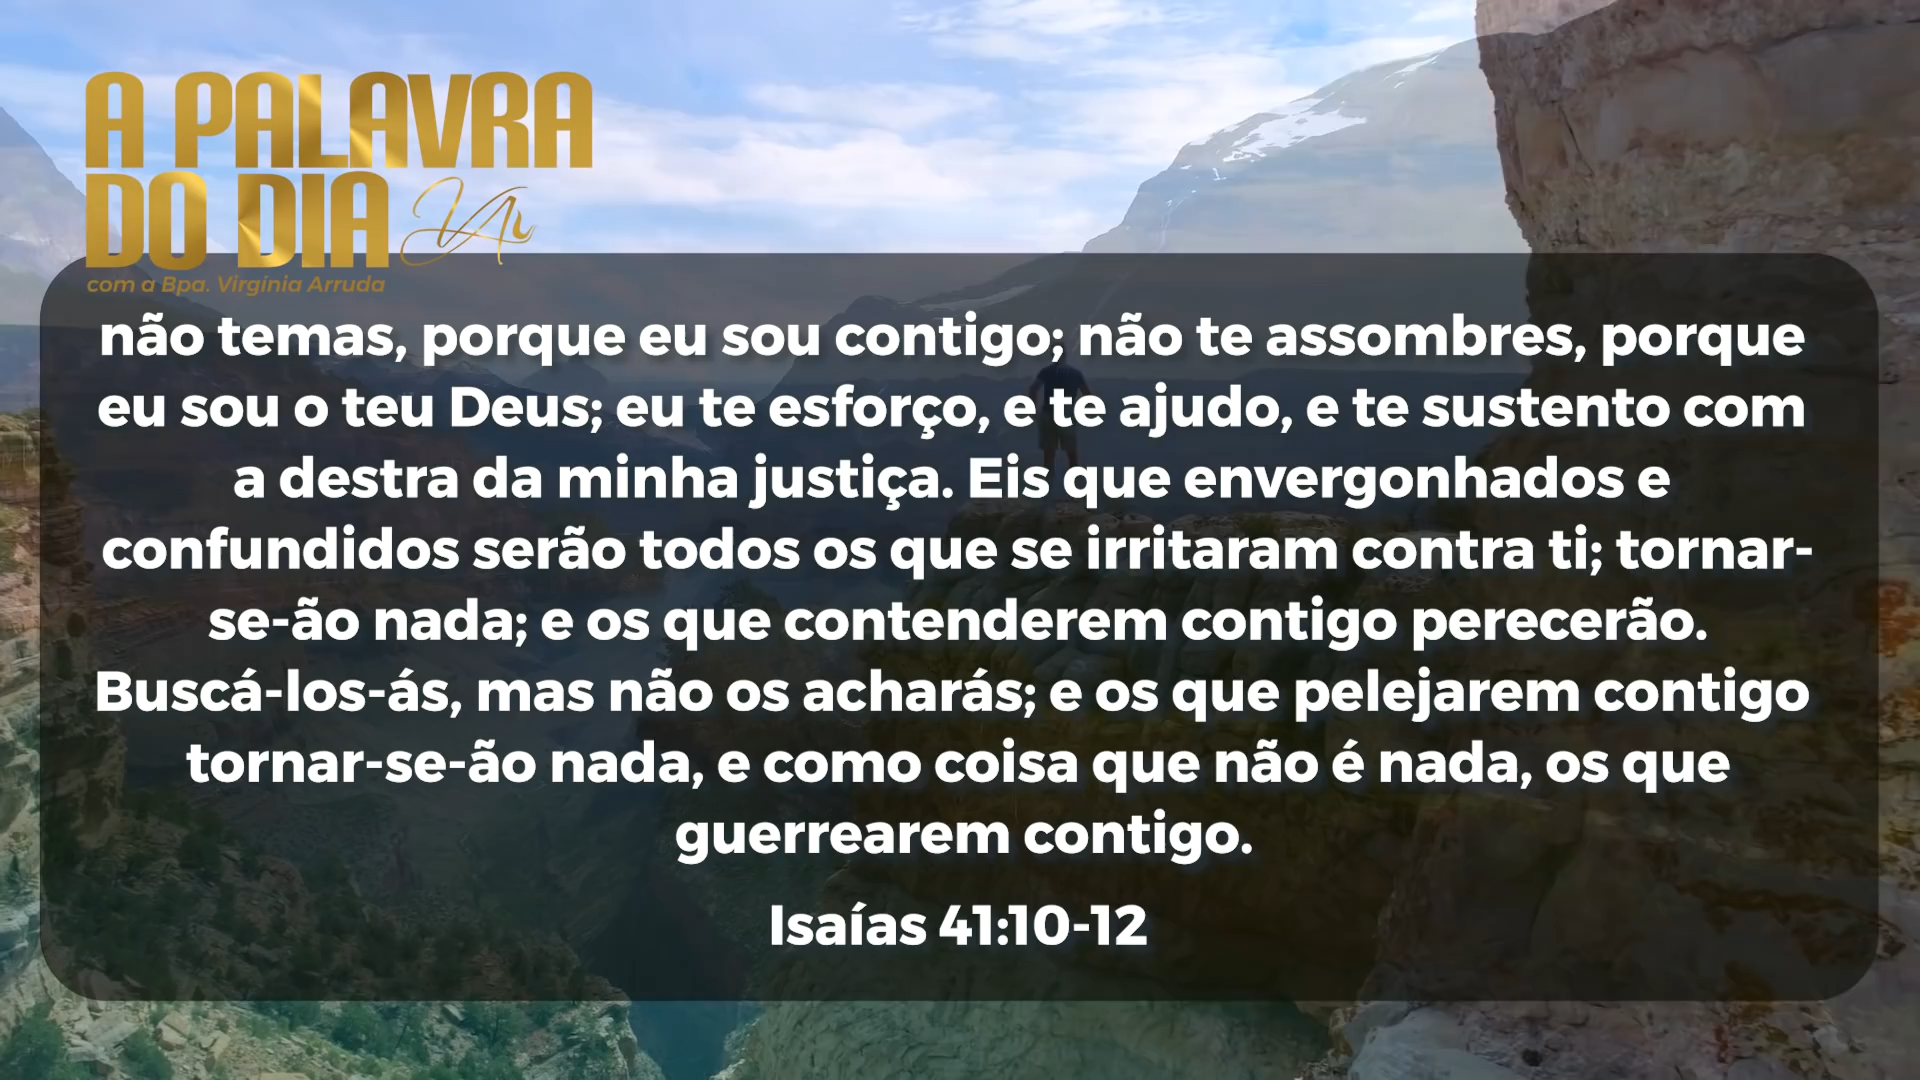 A PALAVRA
DO DIA
com a Bpa. Virgínia Arruda
não temas, porque eu sou contigo; não te assombres, porque
eu sou o teu Deus; eu te esforço, e te ajudo, e te sustento com
a destra da minha justiça. Eis que envergonhados e
confundidos serão todos os que se irritaram contra ti; tornar-
se-ão nada; e os que contenderem contigo perecerão.
Buscá-los-ás, mas não os acharás; e os que pelejarem contigo
tornar-se-ão nada, e como coisa que não é nada, os que
guerrearem contigo.
Isaías 41:10-12